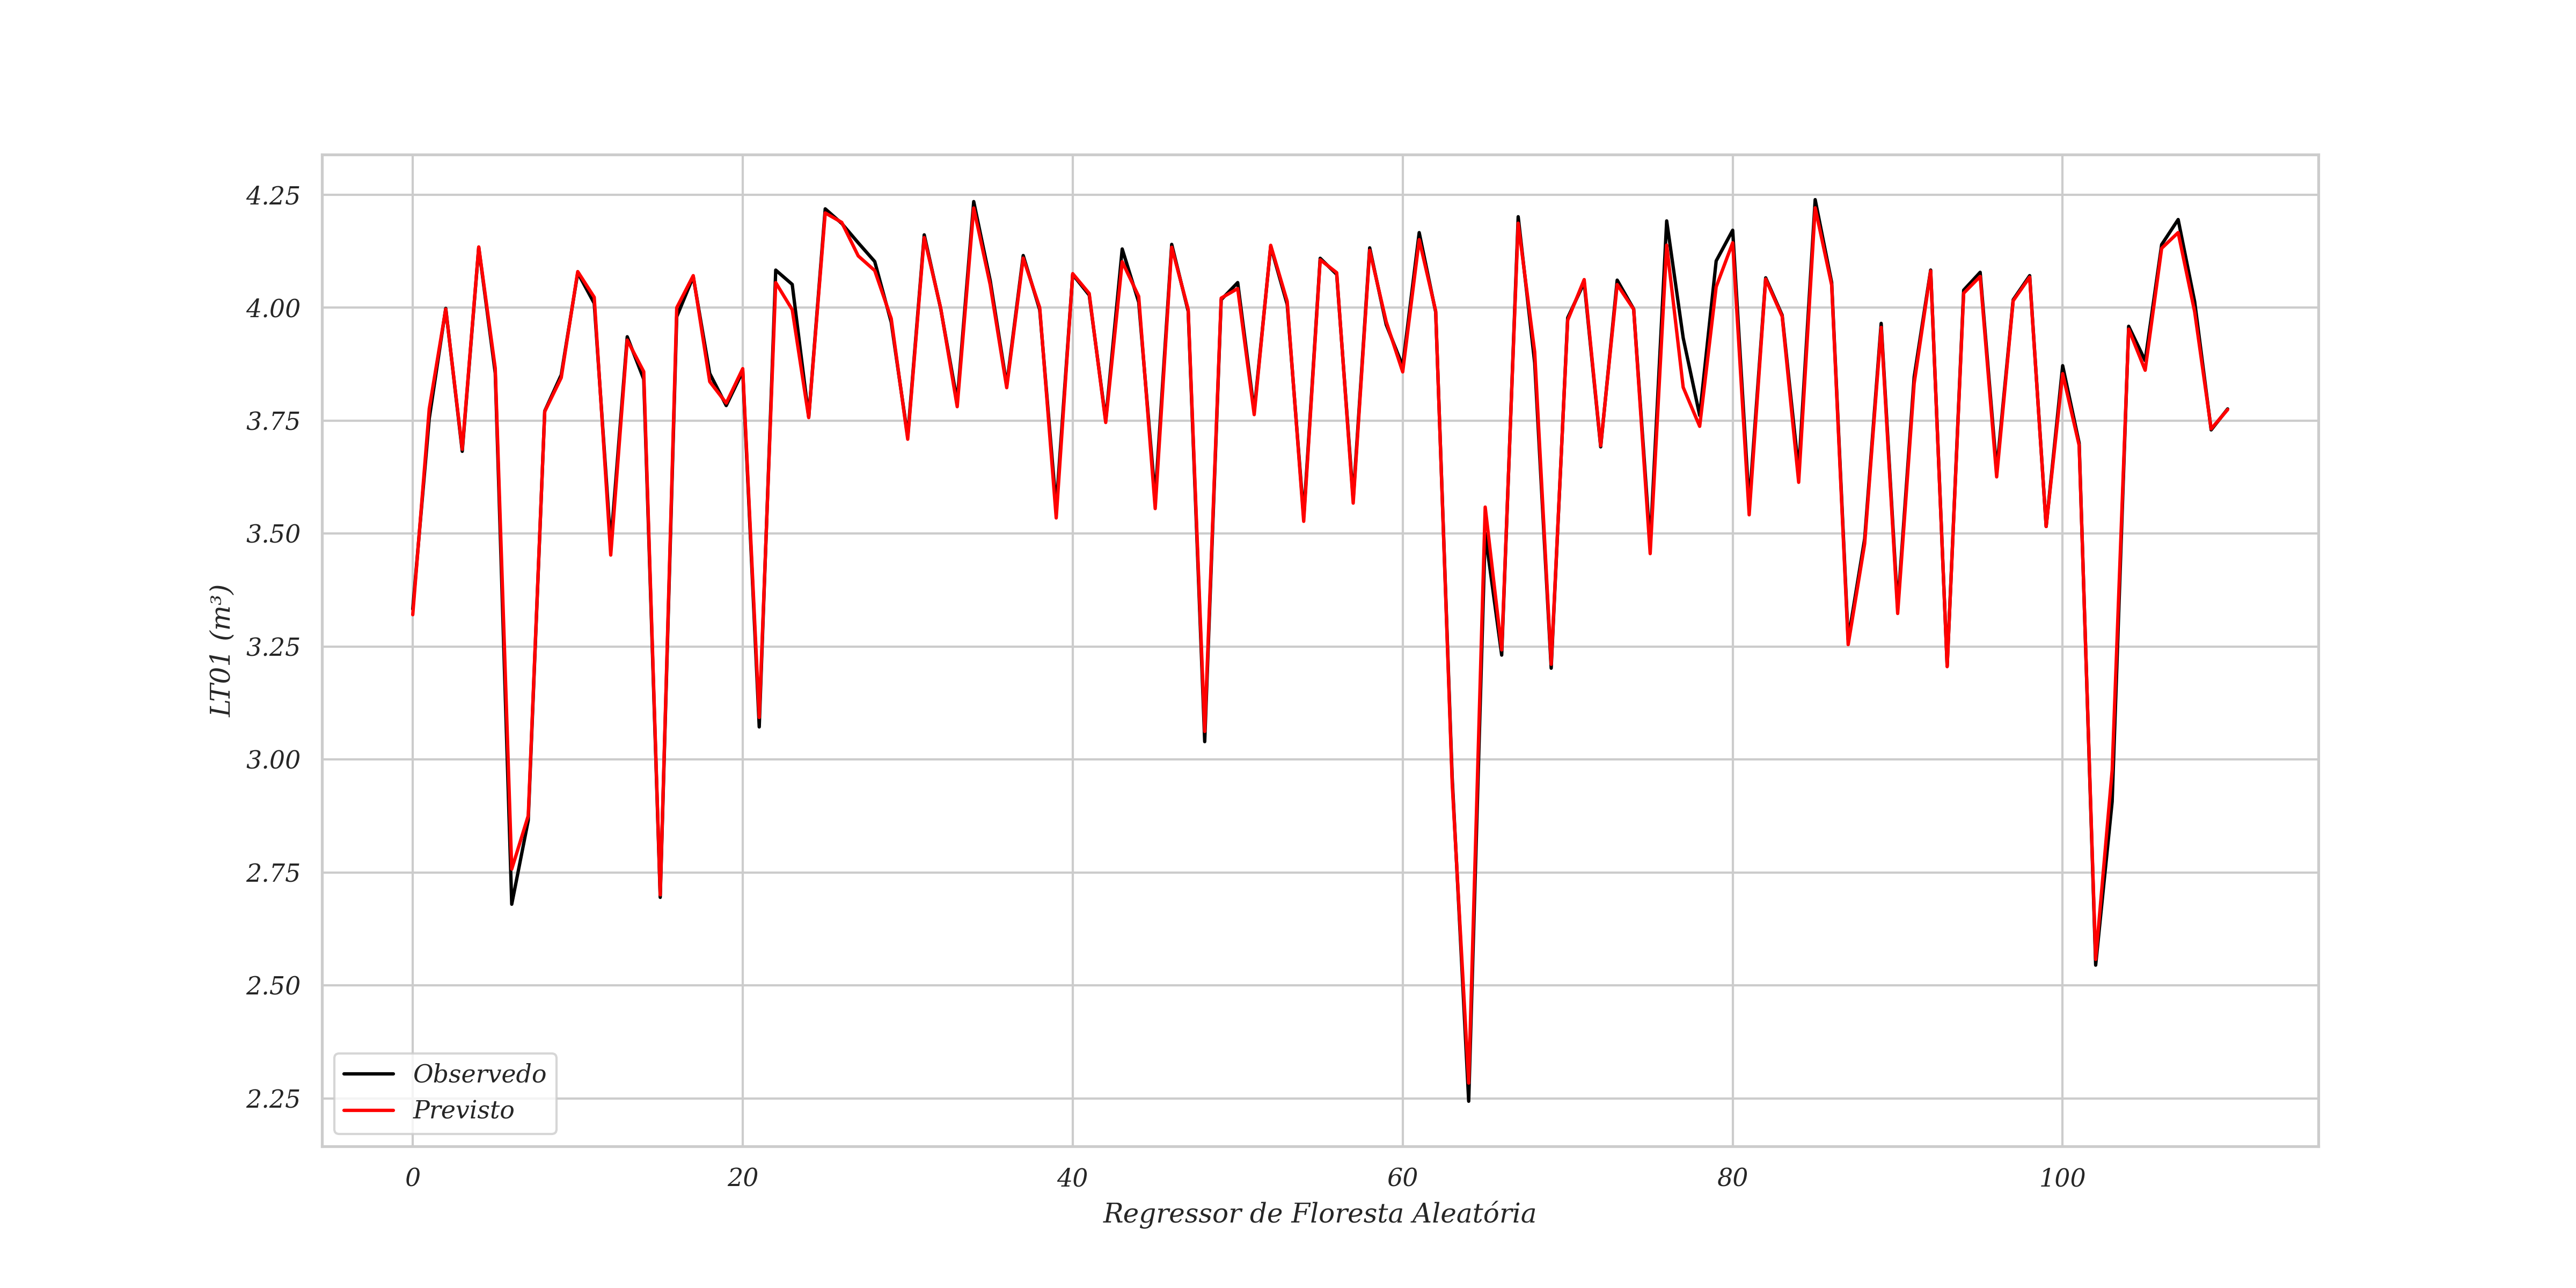 4.25
4.00
3.75
3.50
3.25
3.00
2.75
2.50
2.25
LT01 (m³)
Observedo
Previsto
0 20 40 60 80 100
Regressor de Floresta Aleatória